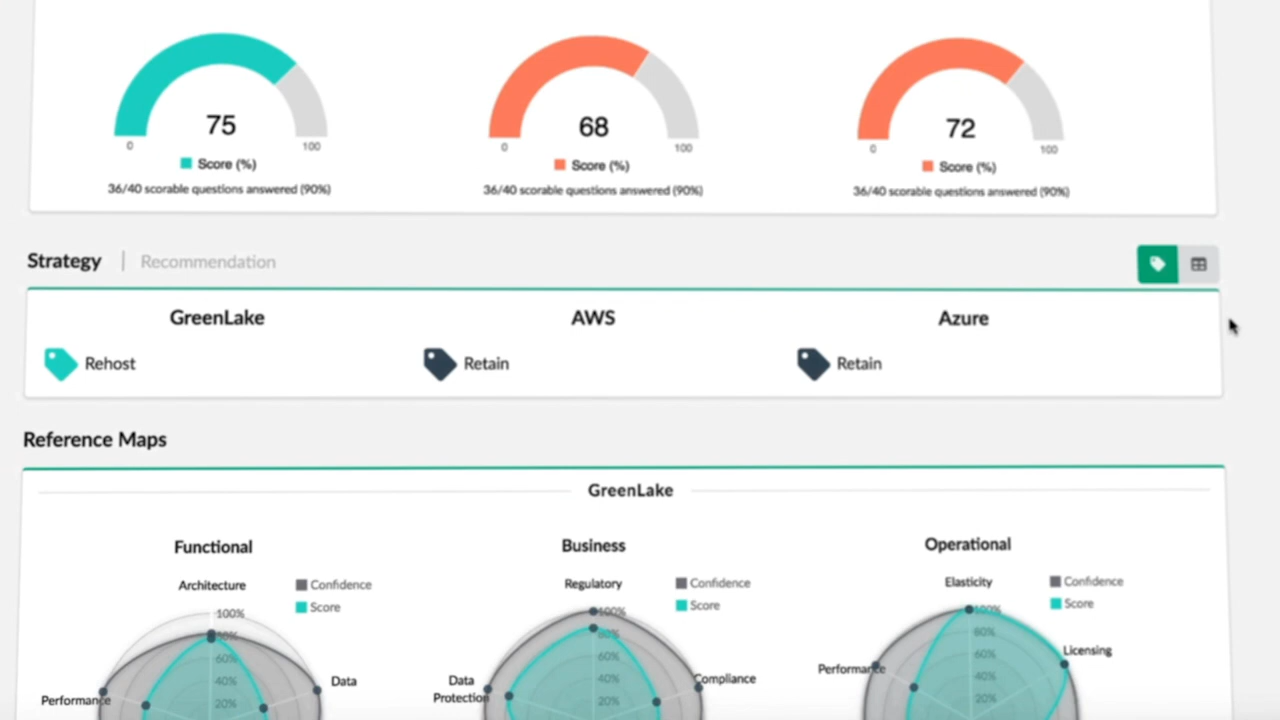 75
68
72
0 100
0 100
0 100
Score (%)
Score (%)
Score (%)
36/40 scorable questions answered (90%)
36/40 scorable questions answered (90%)
36/40 scorable questions answered (90%)
Strategy | Recommendation
GreenLake AWS Azure
Rehost Retain Retain
Reference Maps
GreenLake
Functional Business Operational
Architecture Confidence Regulatory Confidence Elasticity Confidence
Score Score Score
100% 100% 100%
80% 80% 80%
60% 60% 60%
40% 40% 40%
20% 20% 20%
Performance Data
Data Protection Compliance
Performance Licensing